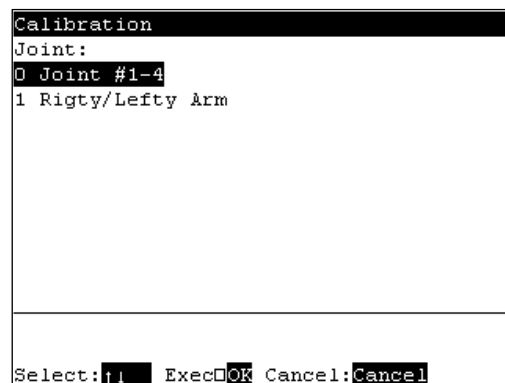 Calibration
Joint:
0 Joint #1-4
1 Rigty/Lefty Arm
Select:↑↓ Exec□OK Cancel:Cancel